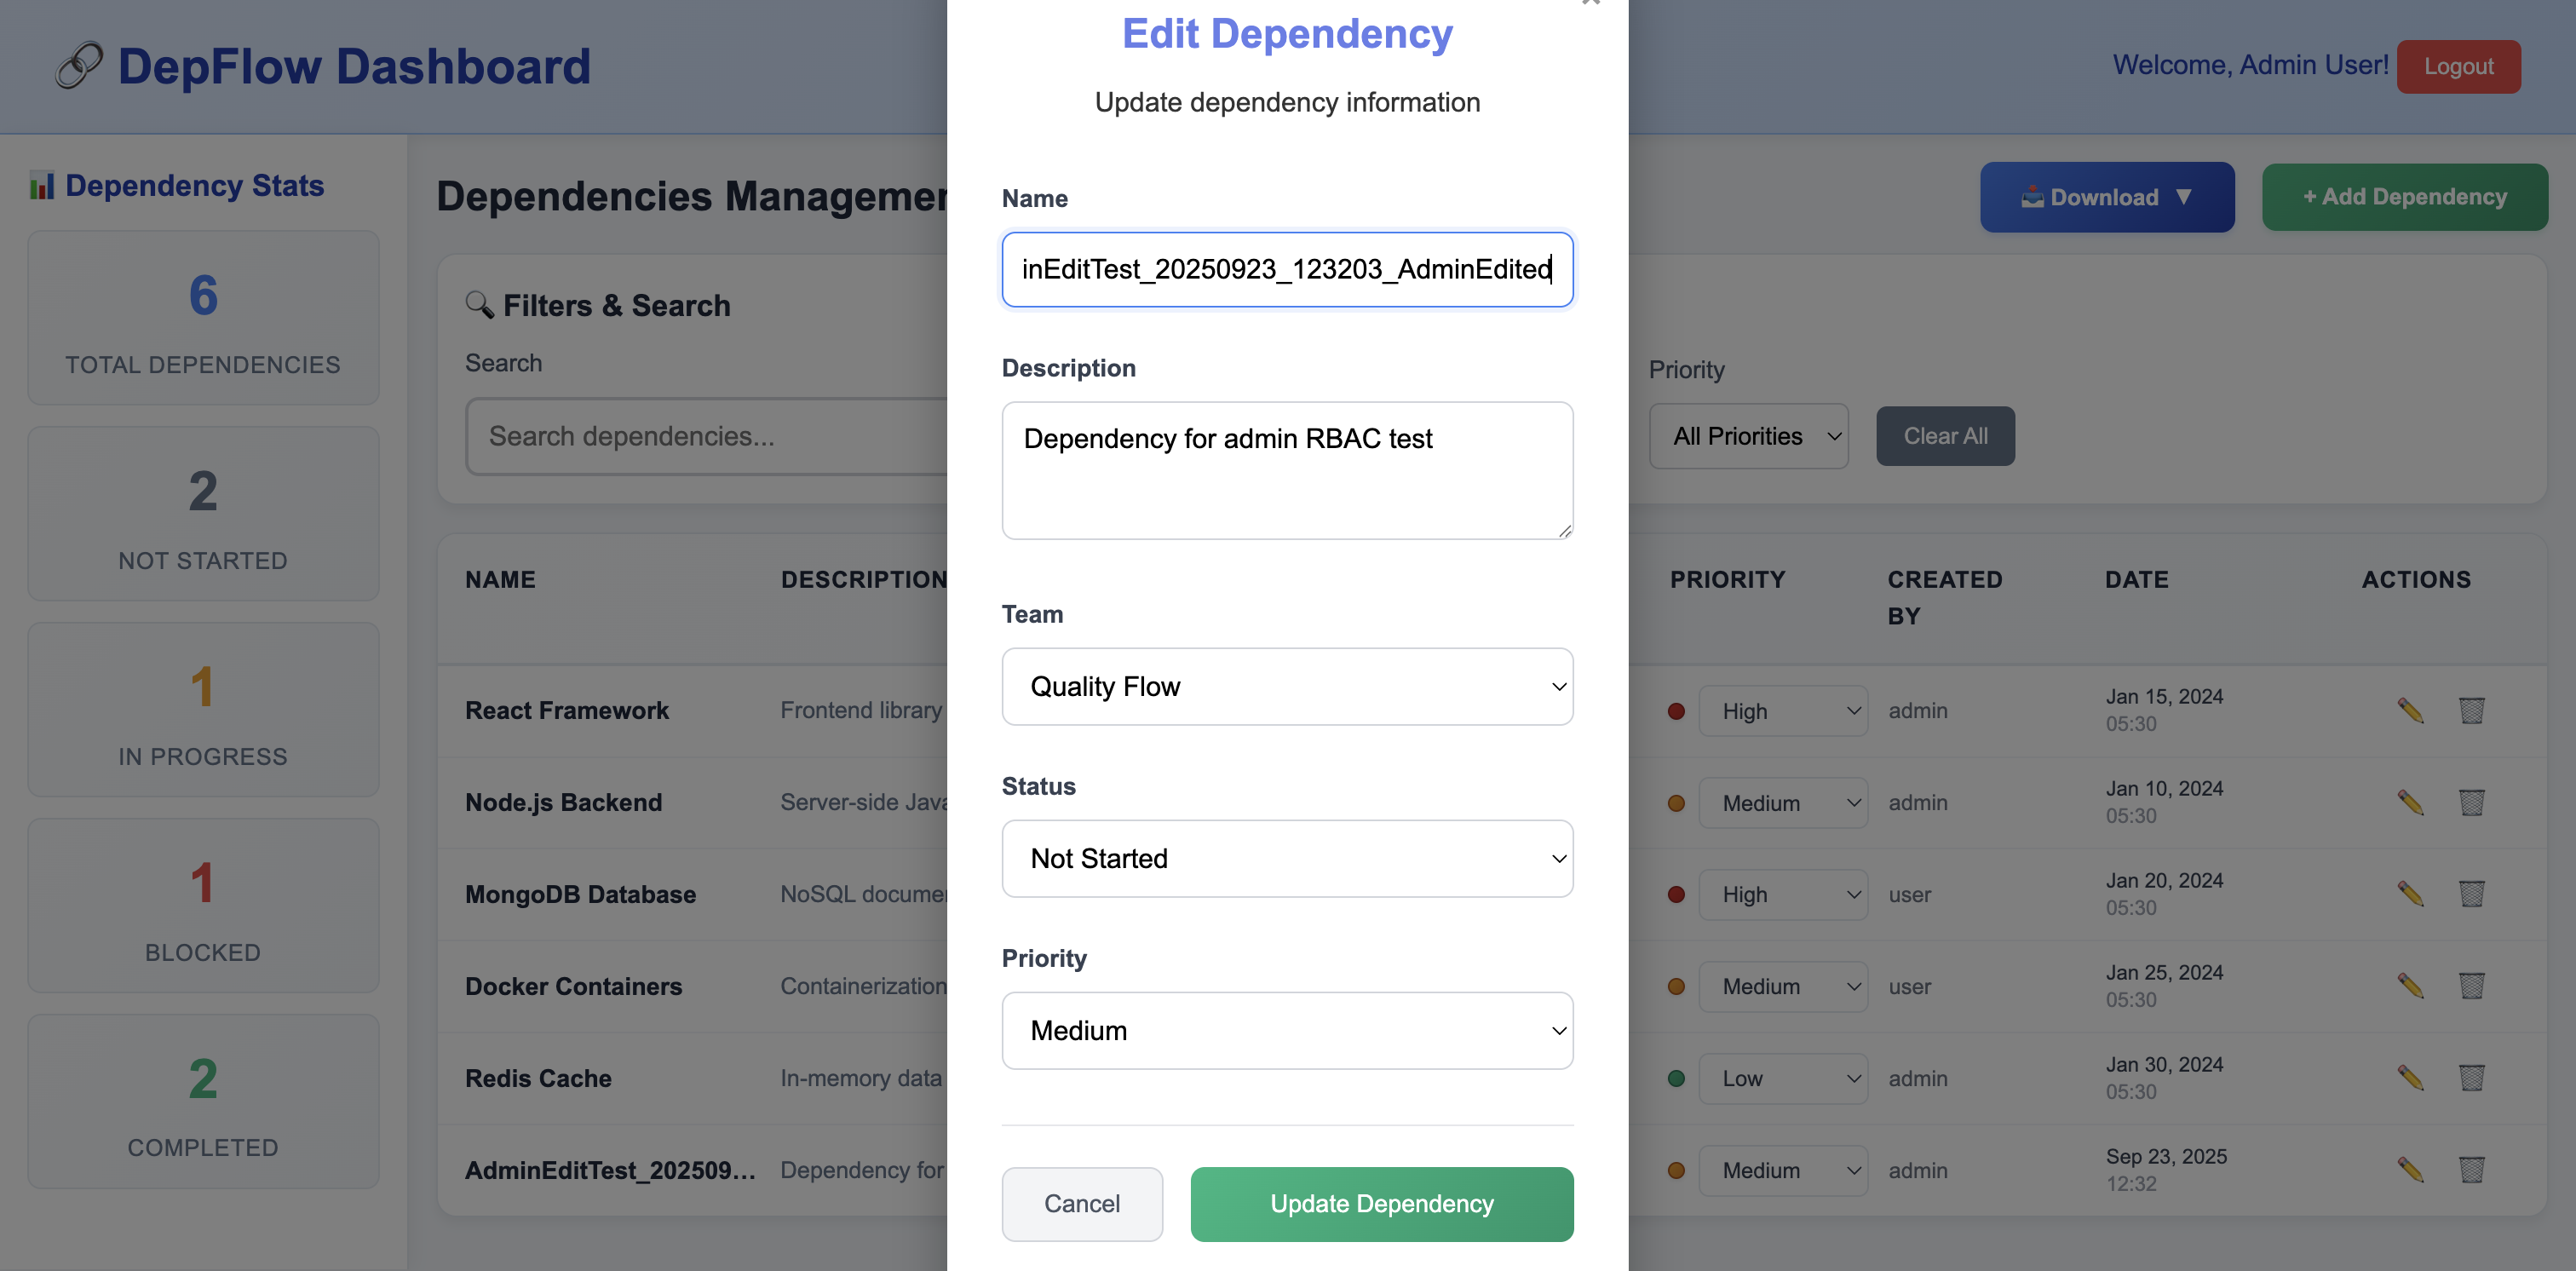 DepFlow Dashboard
Welcome, Admin User!
Logout
Dependency Stats
6
TOTAL DEPENDENCIES
2
NOT STARTED
1
IN PROGRESS
1
BLOCKED
2
COMPLETED
Dependencies Managemen
Download ▼
+ Add Dependency
Filters & Search
Search
Search dependencies...
Priority
All Priorities
Clear All
NAME DESCRIPTION PRIORITY CREATED BY DATE ACTIONS
React Framework Frontend library High admin Jan 15, 2024 05:30
Node.js Backend Server-side Java Medium admin Jan 10, 2024 05:30
MongoDB Database NoSQL documen High user Jan 20, 2024 05:30
Docker Containers Containerization Medium user Jan 25, 2024 05:30
Redis Cache In-memory data Low admin Jan 30, 2024 05:30
AdminEditTest_202509... Dependency for Medium admin Sep 23, 2025 12:32
Edit Dependency
Update dependency information
Name
inEditTest_20250923_123203_AdminEdited
Description
Dependency for admin RBAC test
Team
Quality Flow
Status
Not Started
Priority
Medium
Cancel
Update Dependency